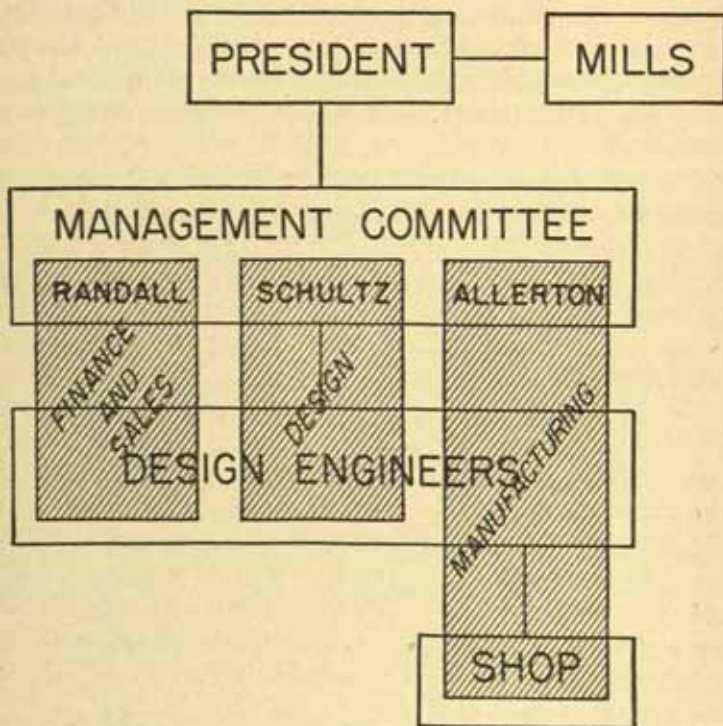 PRESIDENT
MILLS
MANAGEMENT COMMITTEE
RANDALL
SCHULTZ
ALLERTON
FINANCE
AND
SALES
DESIGN
MANUFACTURING
DESIGN ENGINEERS
SHOP